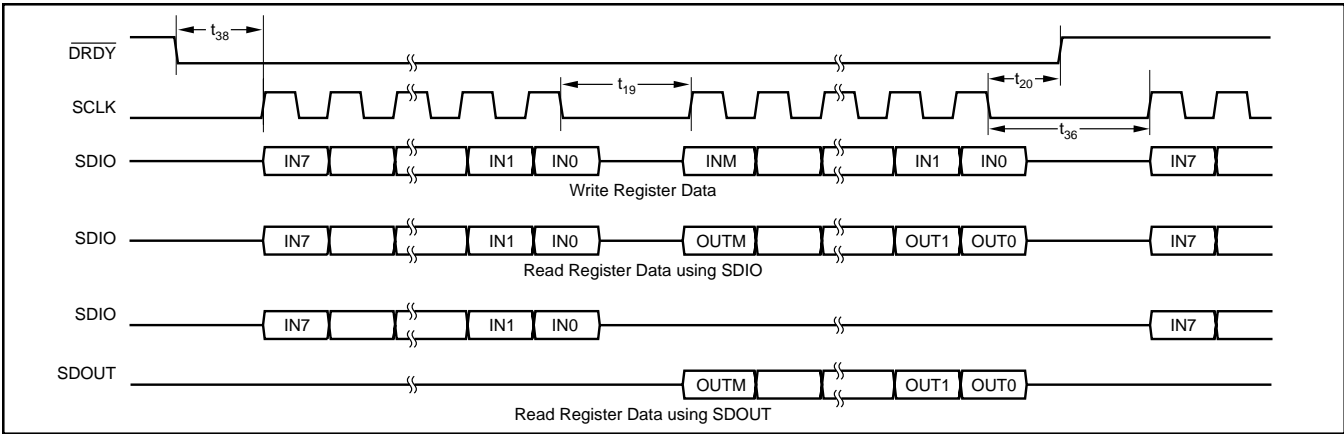 t38
DRDY
t19
t20
SCLK
t36
SDIO IN7 IN1 IN0 INM IN1 IN0 IN7
Write Register Data
SDIO IN7 IN1 IN0 OUTM OUT1 OUT0 IN7
Read Register Data using SDIO
SDIO IN7 IN1 IN0 IN7
SDOUT OUTM OUT1 OUT0
Read Register Data using SDOUT